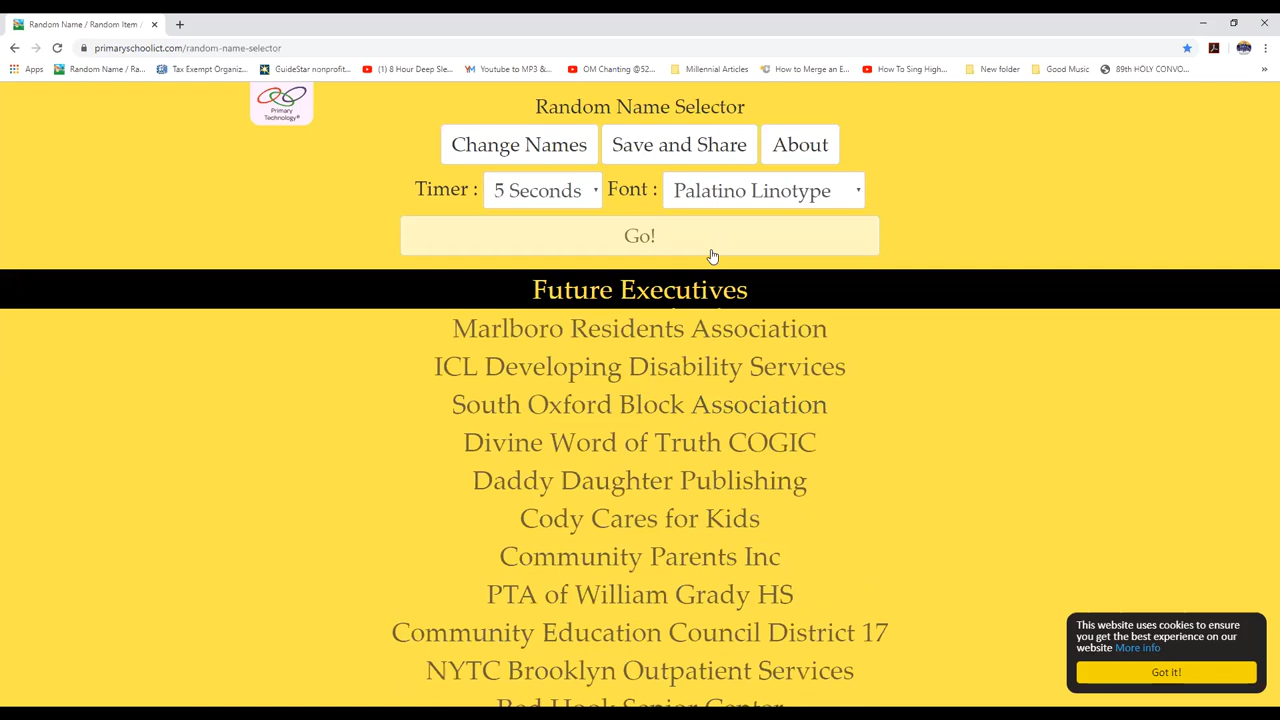 Random Name / Random Item /
primaryschoolict.com/random-name-selector
Apps
Random Name / Ra...
Tax Exempt Organiz...
GuideStar nonprofit...
(1) 8 Hour Deep Sle...
Youtube to MP3 &...
OM Chanting @52...
Millennial Articles
How to Merge an E...
How To Sing High...
New folder
Good Music
89th HOLY CONVO...
»
Primary
Technology®
Random Name Selector
Change Names
Save and Share
About
Timer : 5 Seconds Font : Palatino Linotype
Go!
Future Executives
Marlboro Residents Association
ICL Developing Disability Services
South Oxford Block Association
Divine Word of Truth COGIC
Daddy Daughter Publishing
Cody Cares for Kids
Community Parents Inc
PTA of William Grady HS
Community Education Council District 17
NYTC Brooklyn Outpatient Services
Red Hook Senior Center
This website uses cookies to ensure
you get the best experience on our
website More info
Got it!